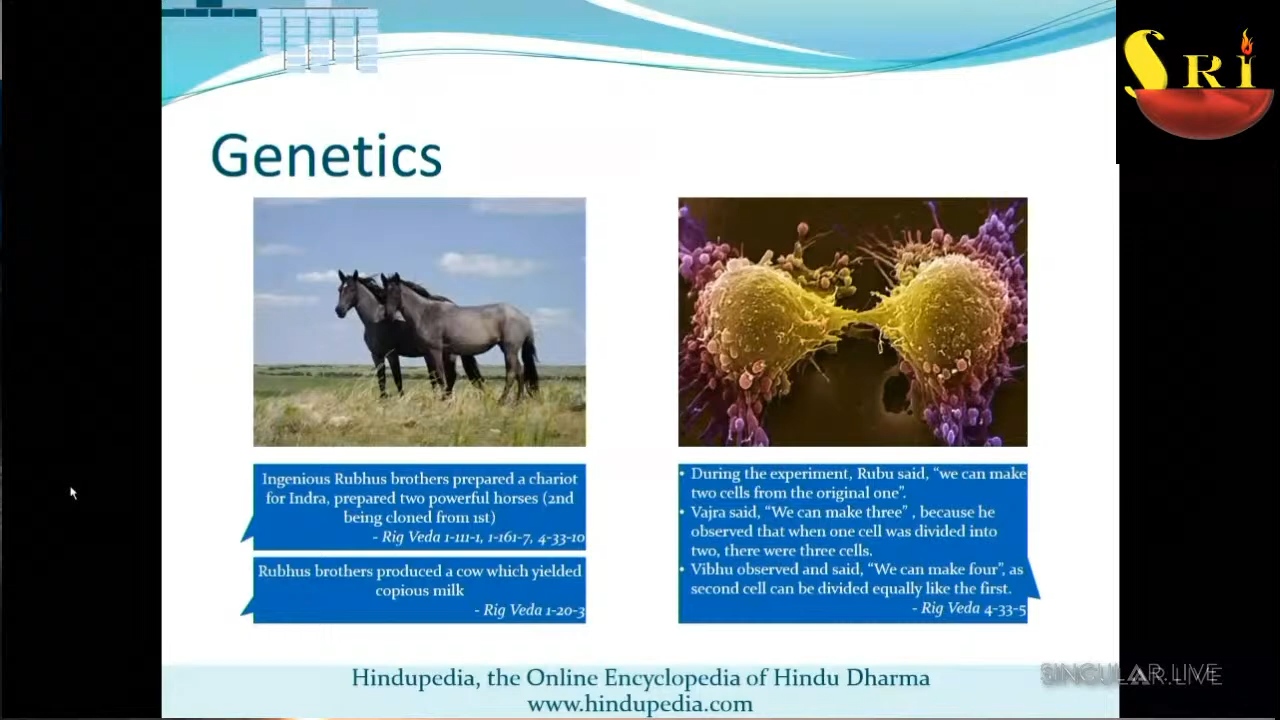 SRi
Genetics
Ingenious Rubhus brothers prepared a chariot
for Indra, prepared two powerful horses (2nd
being cloned from 1st)
- Rig Veda 1-111-1, 1-161-7, 4-33-10
Rubhus brothers produced a cow which yielded
copious milk
- Rig Veda 1-20-3
• During the experiment, Rubu said, “we can make
two cells from the original one”.
• Vajra said, “We can make three” , because he
observed that when one cell was divided into
two, there were three cells.
• Vibhu observed and said, “We can make four”, as
second cell can be divided equally like the first.
- Rig Veda 4-33-5
Hindupedia, the Online Encyclopedia of Hindu Dharma
www.hindupedia.com
SINGULAR.LIVE